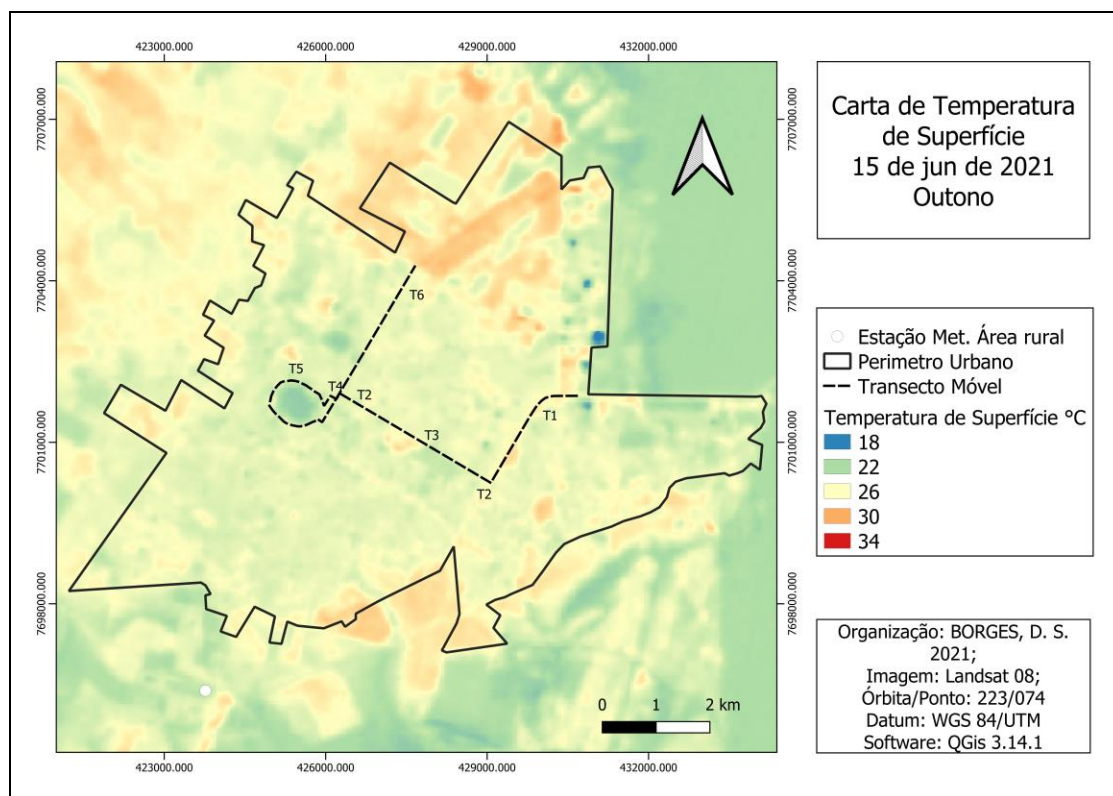 423000.000
426000.000
429000.000
432000.000
7707000.000
7704000.000
7701000.000
7698000.000
7707000.000
7704000.000
7701000.000
7698000.000
T6
T5
T4
T2
T3
T1
T2
0 1 2 km
423000.000
426000.000
429000.000
432000.000
Carta de Temperatura
de Superfície
15 de jun de 2021
Outono
Estação Met. Área rural
Perimetro Urbano
Transecto Móvel
Temperatura de Superfície °C
18
22
26
30
34
Organização: BORGES, D. S.
2021;
Imagem: Landsat 08;
Órbita/Ponto: 223/074
Datum: WGS 84/UTM
Software: QGis 3.14.1